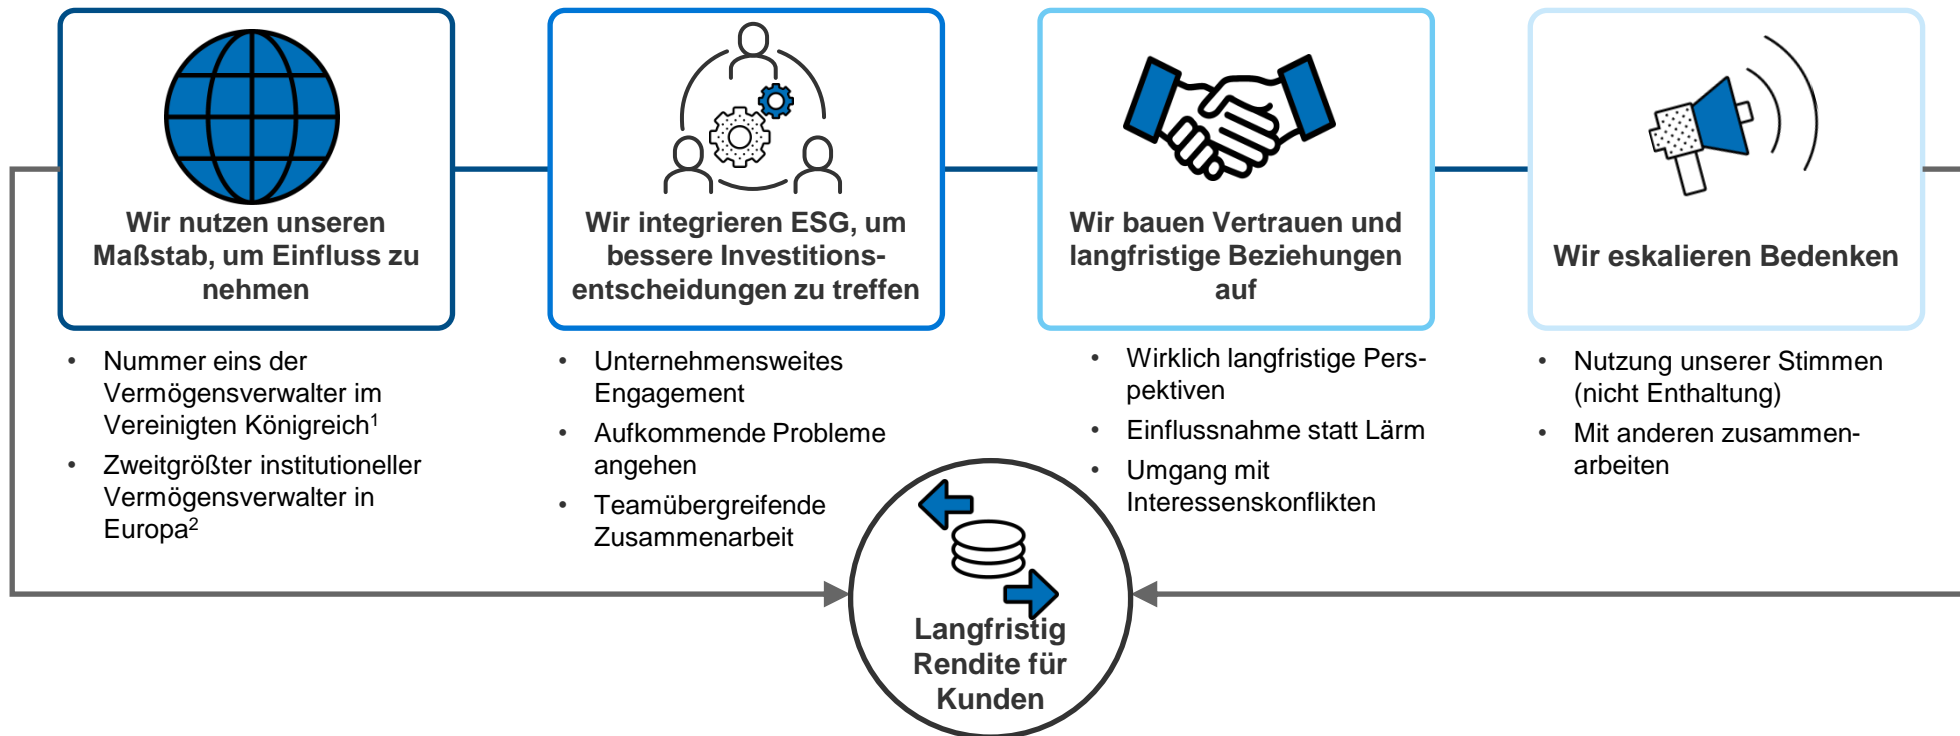 Wir nutzen unseren
Maßstab, um Einfluss zu
nehmen
• Nummer eins der
Vermögensverwalter im
Vereinigten Königreich1
• Zweitgrößter institutioneller
Vermögensverwalter in
Europa2
Wir integrieren ESG, um
bessere Investitions-
entscheidungen zu treffen
• Unternehmensweites
Engagement
• Aufkommende Probleme
angehen
• Teamübergreifende
Zusammenarbeit
Wir bauen Vertrauen und
langfristige Beziehungen
auf
• Wirklich langfristige Pers-
pektiven
• Einflussnahme statt Lärm
• Umgang mit
Interessenskonflikten
Wir eskalieren Bedenken
• Nutzung unserer Stimmen
(nicht Enthaltung)
• Mit anderen zusammen-
arbeiten
Langfristig
Rendite für
Kunden